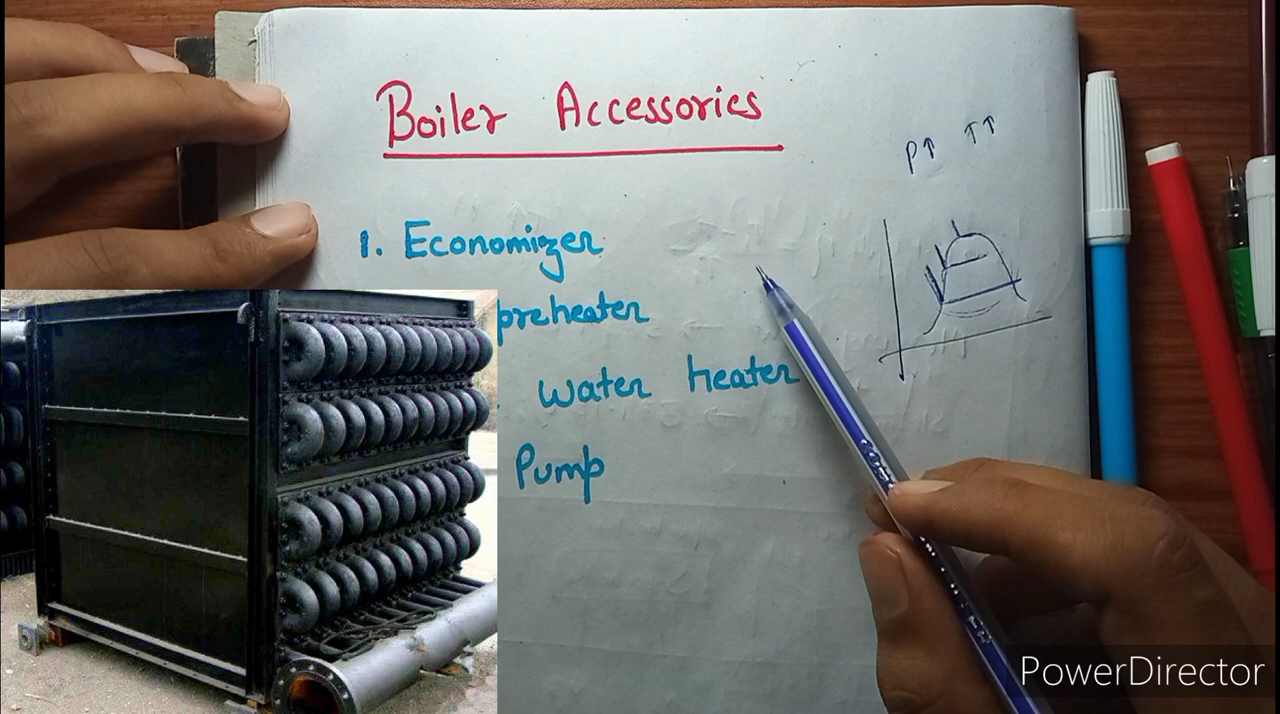 Boiler Accessories
P↑ T↑↑
1. Economizer
preheater
water heater
Pump
PowerDirector